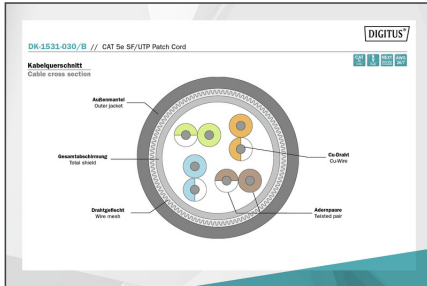 DIGITUS®
DK-1531-030/B // CAT 5e SF/UTP Patch Cord
Kabelquerschnitt
Cable cross section
Außenmantel
Outer jacket
Gesamtabschirmung
Total shield
Cu-Draht
Cu-Wire
Drahtgeflecht
Wire mesh
Adernpaare
Twisted pair